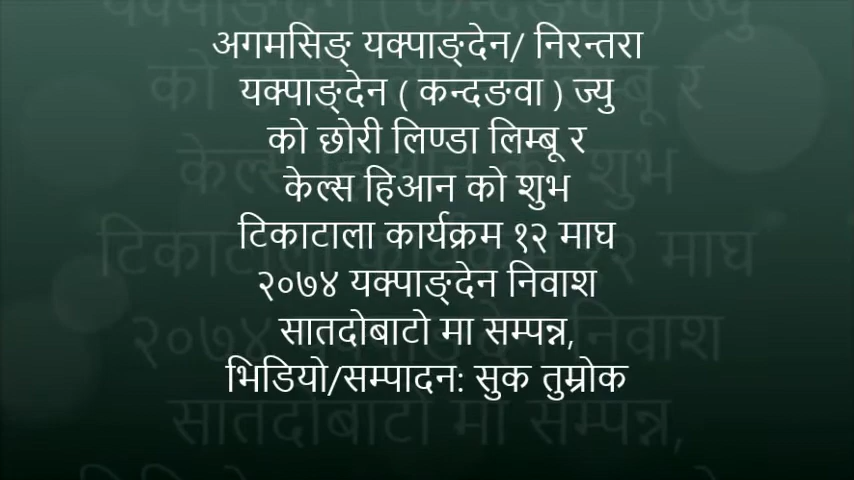 अगमसिङ् यक्पाङ्देन/ निरन्तरा
यक्पाङ्देन ( कन्दङवा ) ज्यु
को छोरी लिण्डा लिम्बू र
केल्स हिआन को शुभ
टिकाटाला कार्यक्रम १२ माघ
२०७४ यक्पाङ्देन निवाश
सातदोबाटो मा सम्पन्न,
भिडियो/सम्पादन: सुक तुम्रोक